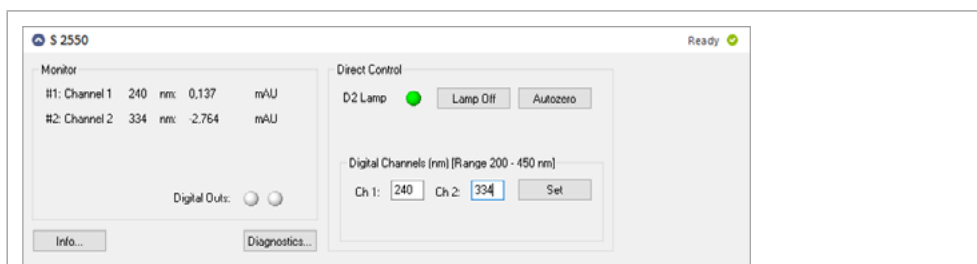 S 2550 Ready
Monitor
#1: Channel 1 240 nm: 0,137 mAU
#2: Channel 2 334 nm: -2,764 mAU
Digital Outs:
Info... Diagnostics...
Direct Control
D2 Lamp Lamp Off Autozero
Digital Channels (nm) [Range 200 - 450 nm]
Ch 1: 240 Ch 2: 334 Set